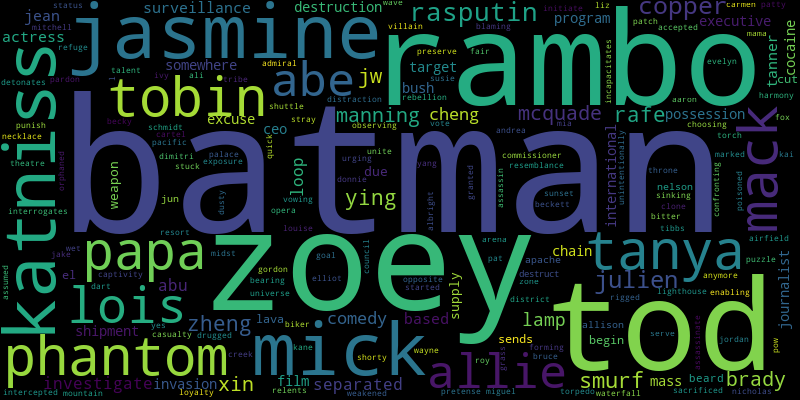 status
wave
carmen
patty
jean
surveillance
destruction
rasputin
copper
initiate
liz
mitchell
jasmine
rambo
villain
blaming
program
patch
executive
actress
refuge
somewhere
admiral
abe
jw
target
preserve
fair
accepted
mama
evelyn
tanner
cocaine
cut
detonates
pardon
talent
ivy
ali
tribe
shuttle
distraction
bush
susie
rebellion
incapacitates
aaron
harmony
katniss
tobin
excuse
stray
manning
cheng
mcquade
rafe
possession
mack
punish
necklace
becky
schmidt
cartel
pacific
ceo
observing
vote
andrea
mia
choosing
torch
fox
theatre
orphaned
batman
dimitri
stuck
palace
exposure
quick
loop
urging
unite
due
yang
commissioner
resemblance
international
unintentionally
marked
kai
interrogates
weapon
jun
dusty
vowing
donnie
ying
albright
granted
assassin
sunset
beckett
throne
nelson
sinking
bitter
clone
tibbs
confronting
poisoned
opera
louise
resort
papa
zoey
tanya
airfield
jake
wet
midst
goal
council
arena
pat
apache
chain
puzzle
journalist
assumed
el
captivity
abu
gordon
bearing
elliot
opposite
started
supply
destruct
zone
julien
anymore
lighthouse
enabling
dart
lois
universe
district
rigged
tod
shipment
yes
casualty
zheng
lava
biker
comedy
based
lamp
allison
begin
serve
assassinate
jordan
pow
drugged
phantom
creek
mick
kane
shorty
wayne
roy
grass
sends
forming
bruce
investigate
invasion
xin
film
separated
allie
smurf
mass
beard
brady
intercepted
mountain
loyalty
relents
weakened
pretense
miguel
torpedo
waterfall
sacrificed
nicholas